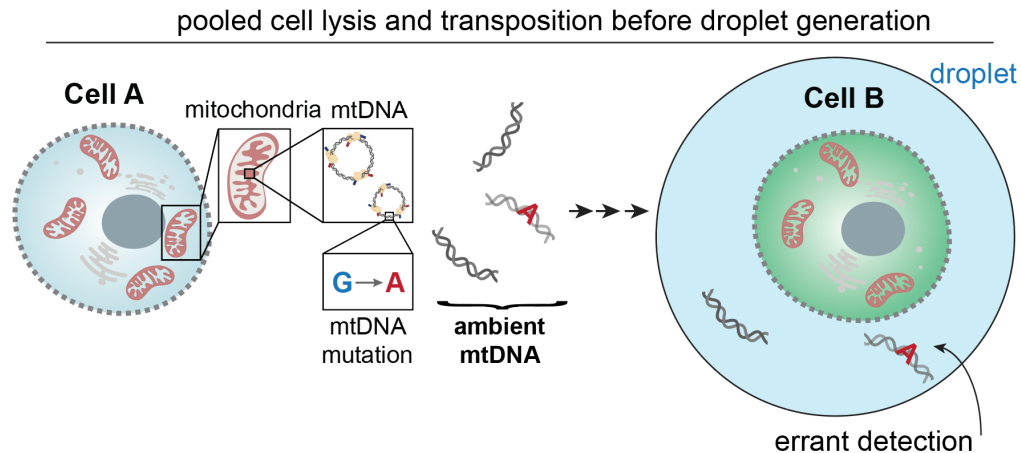 pooled cell lysis and transposition before droplet generation
Cell A
mitochondria
mtDNA
G → A
mtDNA
mutation
A
ambient
mtDNA
droplet
Cell B
A
errant detection